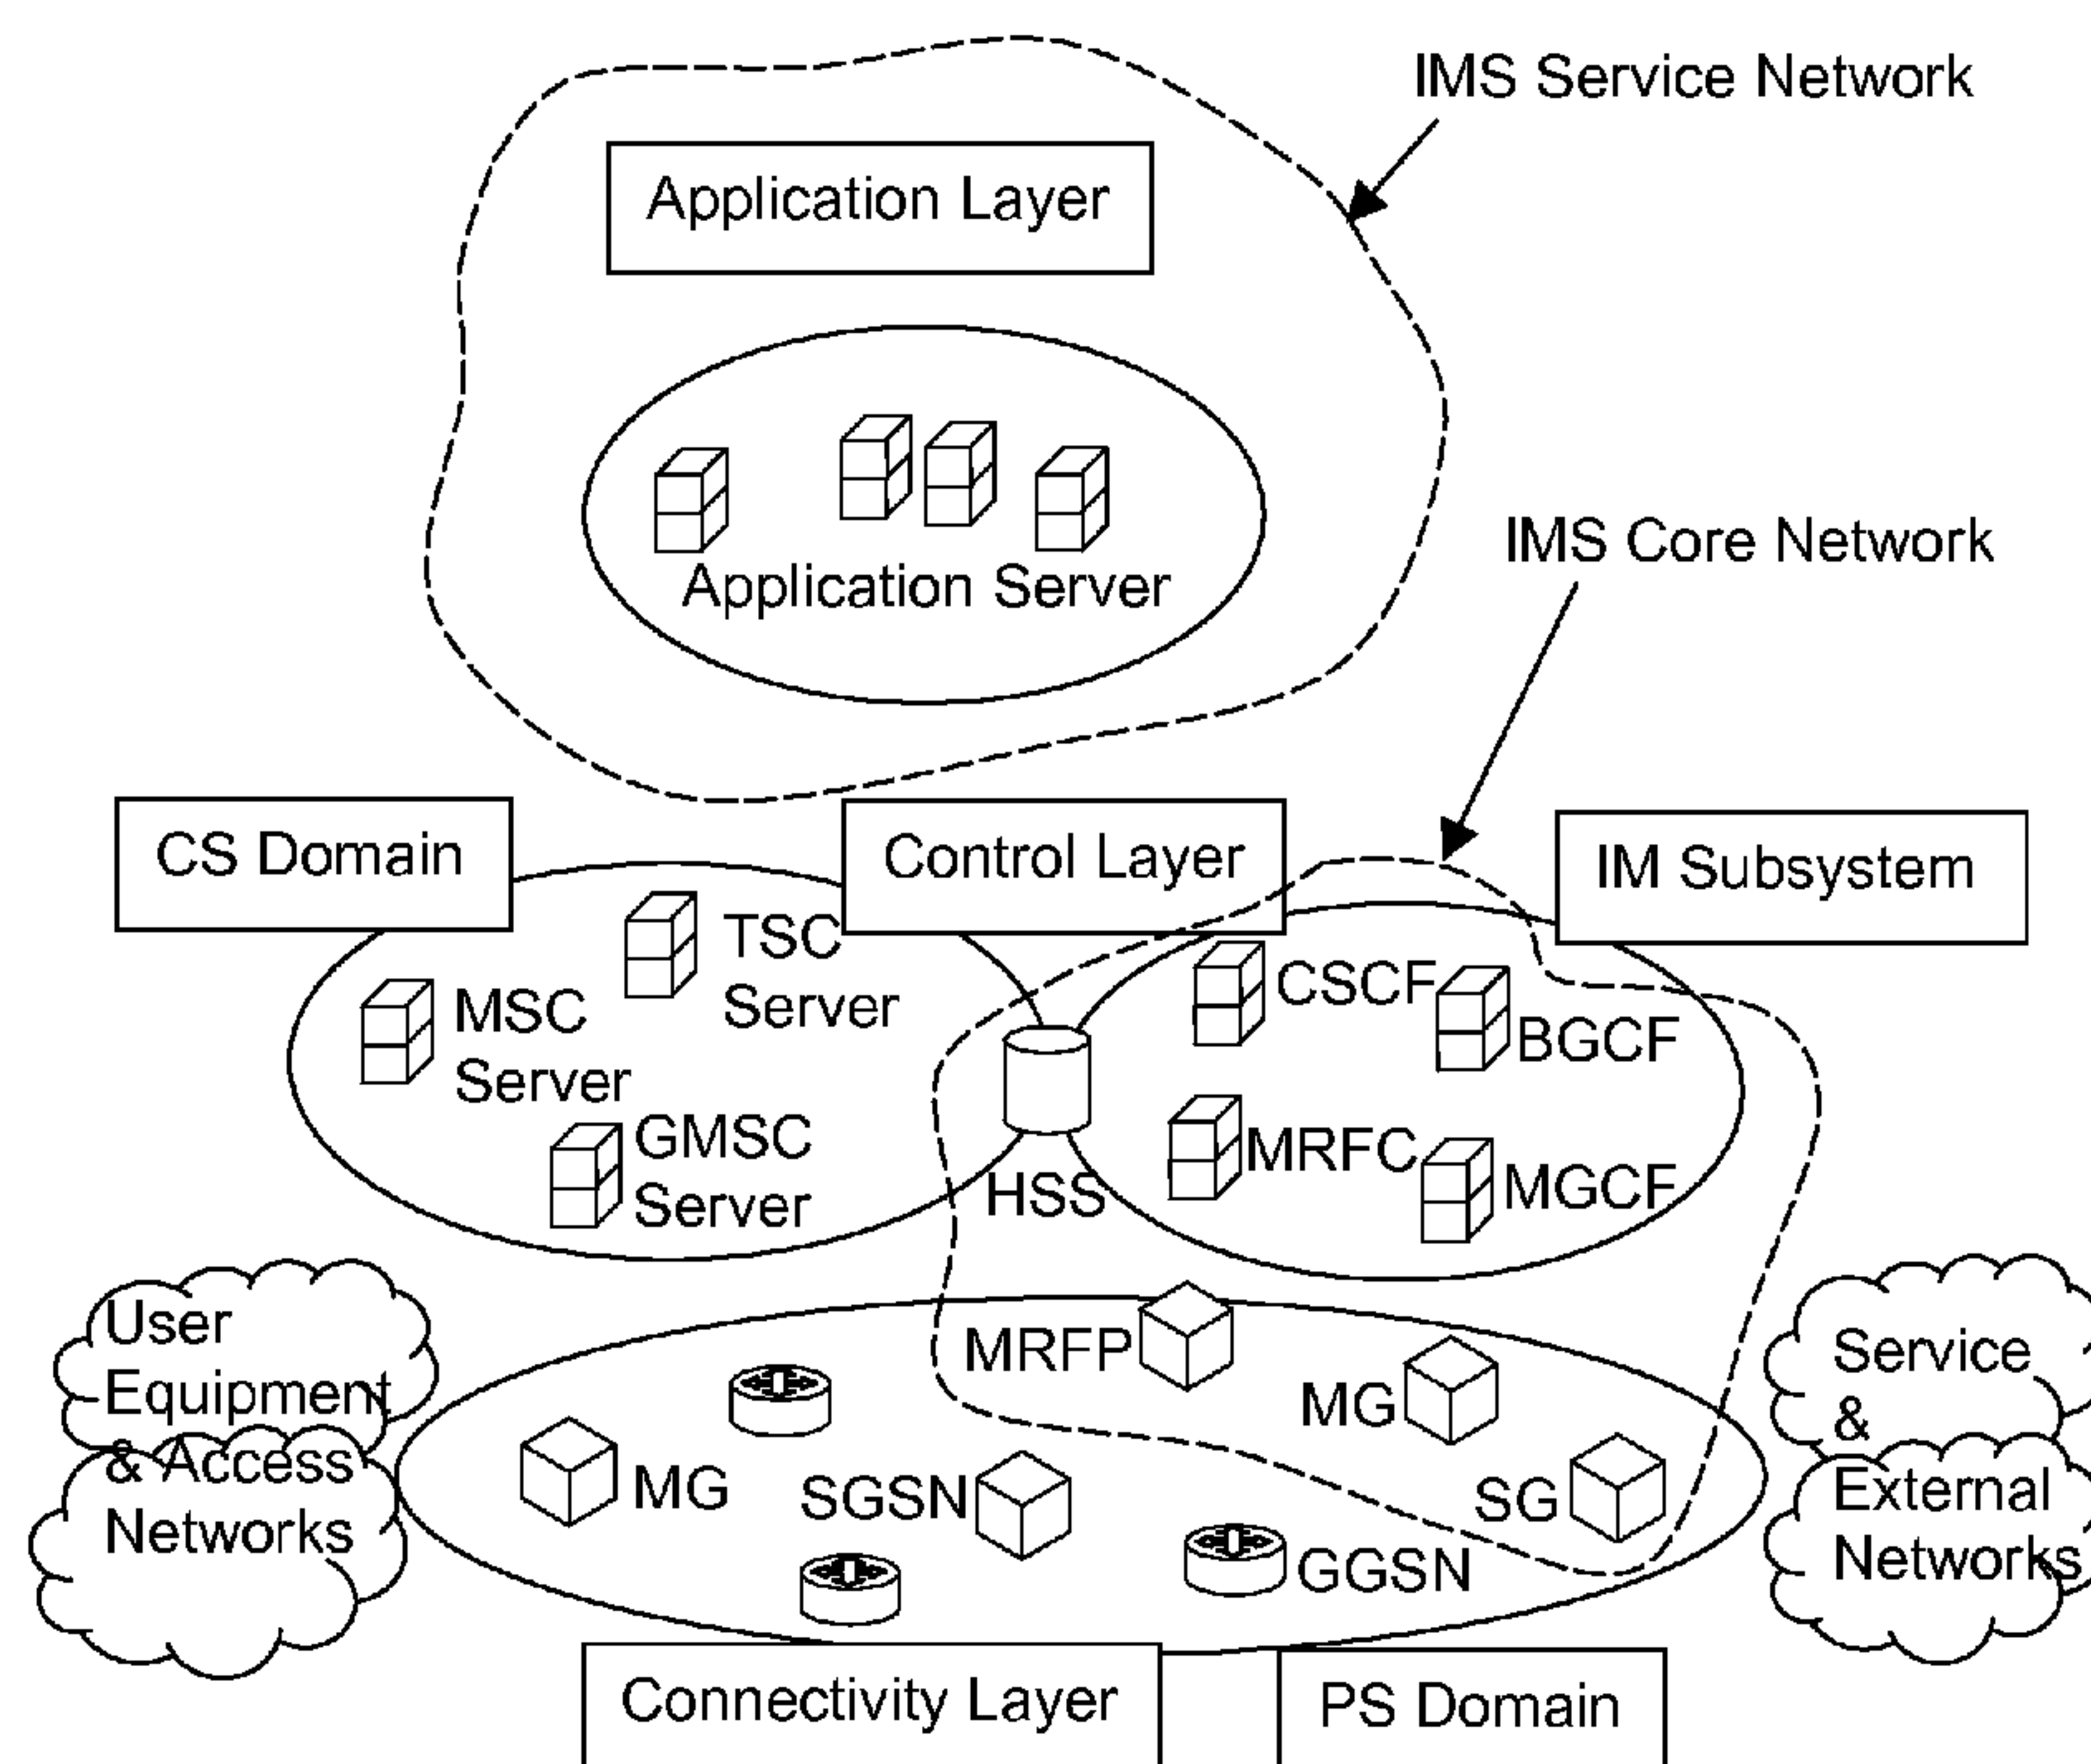 IMS Service Network
Application Layer
Application Server
IMS Core Network
CS Domain
Control Layer
IM Subsystem
TSC
Server
MSC
Server
GMSC
Server
HSS
CSCF
BGCF
MRFC
MGCF
User
Equipment
& Access
Networks
MRFP
MG
MG
SGSN
SG
GGSN
Service
&
External
Networks
Connectivity Layer
PS Domain